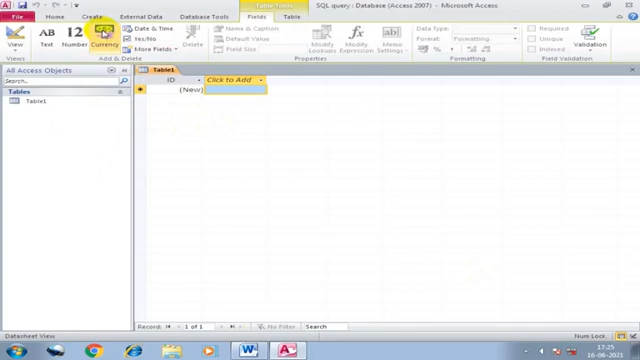 Table Tools
SQL query : Database (Access 2007) - Microsoft Access
File
Home
Create
External Data
Database Tools
Fields
Table
View
AB
Text
12
Number
Currency
Date & Time
Yes/No
More Fields
Delete
Name & Caption
Default Value
Field Size
Modify
Lookups
fx
Modify
Expression
ab
Memo
Settings
Data Type:
Format:
Formatting
Required
Unique
Indexed
Validation
Add & Delete
Properties
Formatting
Field Validation
All Access Objects
Search...
Tables
Table1
Table1
ID
Click to Add
(New)
Record:
1 of 1
No Filter
Search
Datasheet View
Num Lock
17:25
16-06-2021